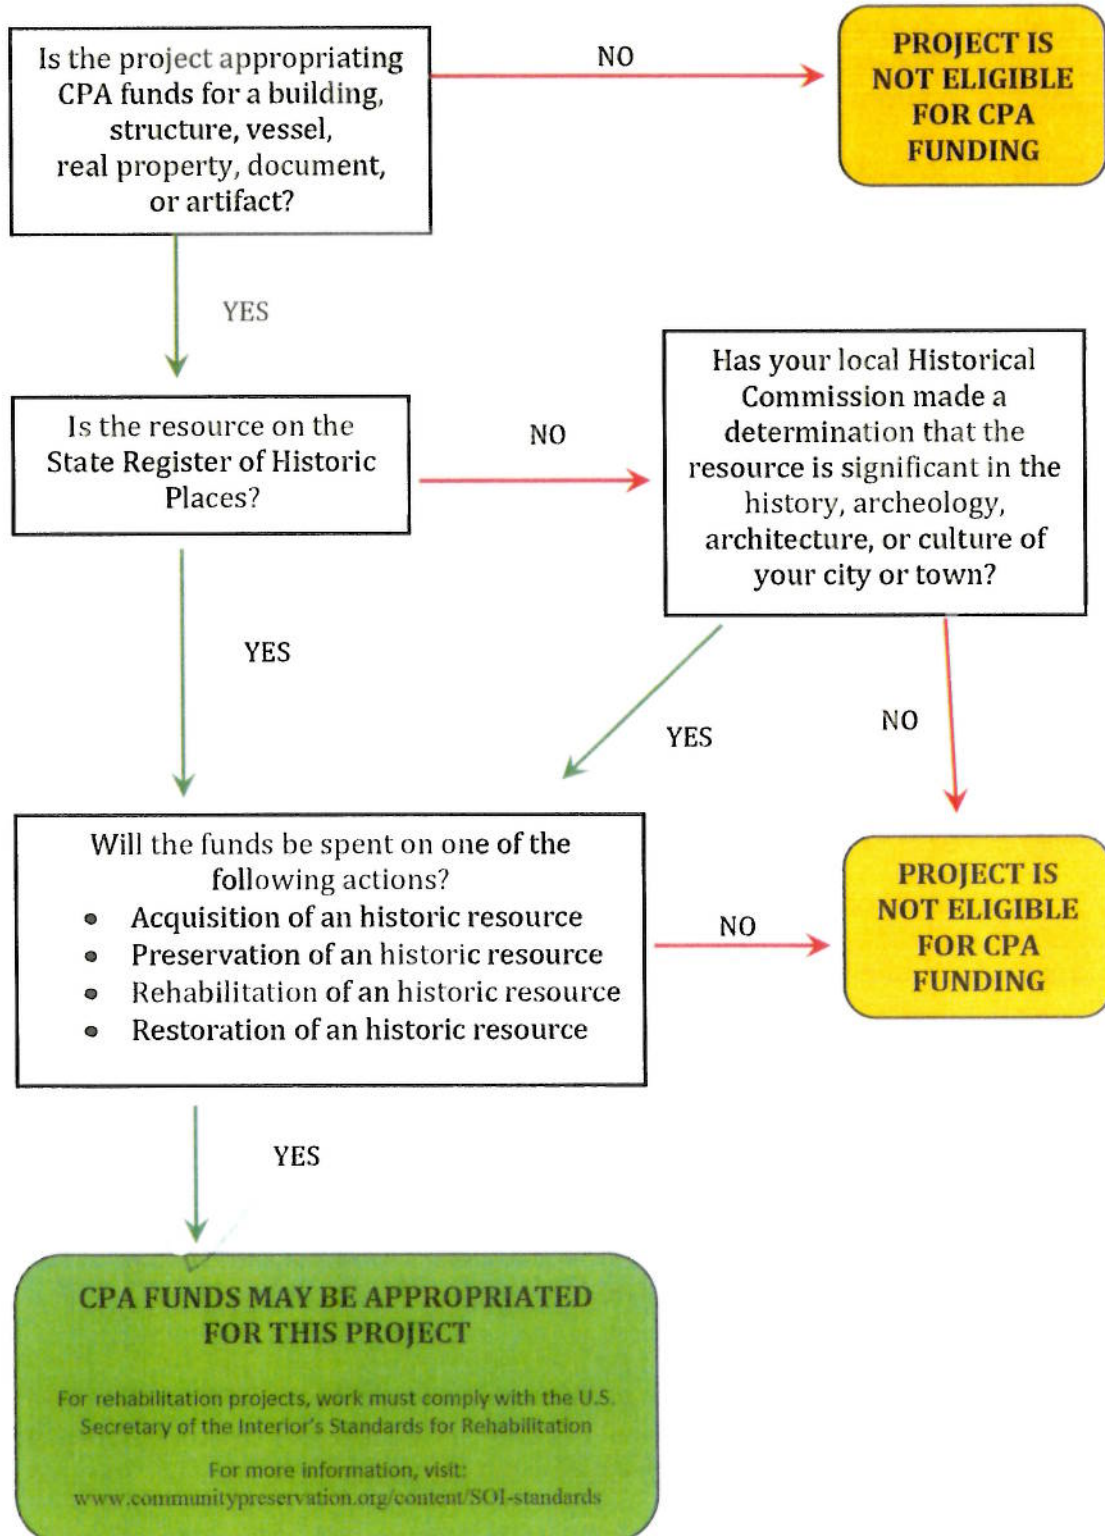 Is the project appropriating
CPA funds for a building,
structure, vessel,
real property, document,
or artifact?
NO
PROJECT IS
NOT ELIGIBLE
FOR CPA
FUNDING
YES
Is the resource on the
State Register of Historic
Places?
NO
Has your local Historical
Commission made a
determination that the
resource is significant in the
history, archeology,
architecture, or culture of
your city or town?
YES
YES
NO
Will the funds be spent on one of the
following actions?
• Acquisition of an historic resource
• Preservation of an historic resource
• Rehabilitation of an historic resource
• Restoration of an historic resource
NO
PROJECT IS
NOT ELIGIBLE
FOR CPA
FUNDING
YES
CPA FUNDS MAY BE APPROPRIATED
FOR THIS PROJECT
For rehabilitation projects, work must comply with the U.S.
Secretary of the Interior's Standards for Rehabilitation
For more information, visit:
www.communitypreservation.org/content/SOI-standards